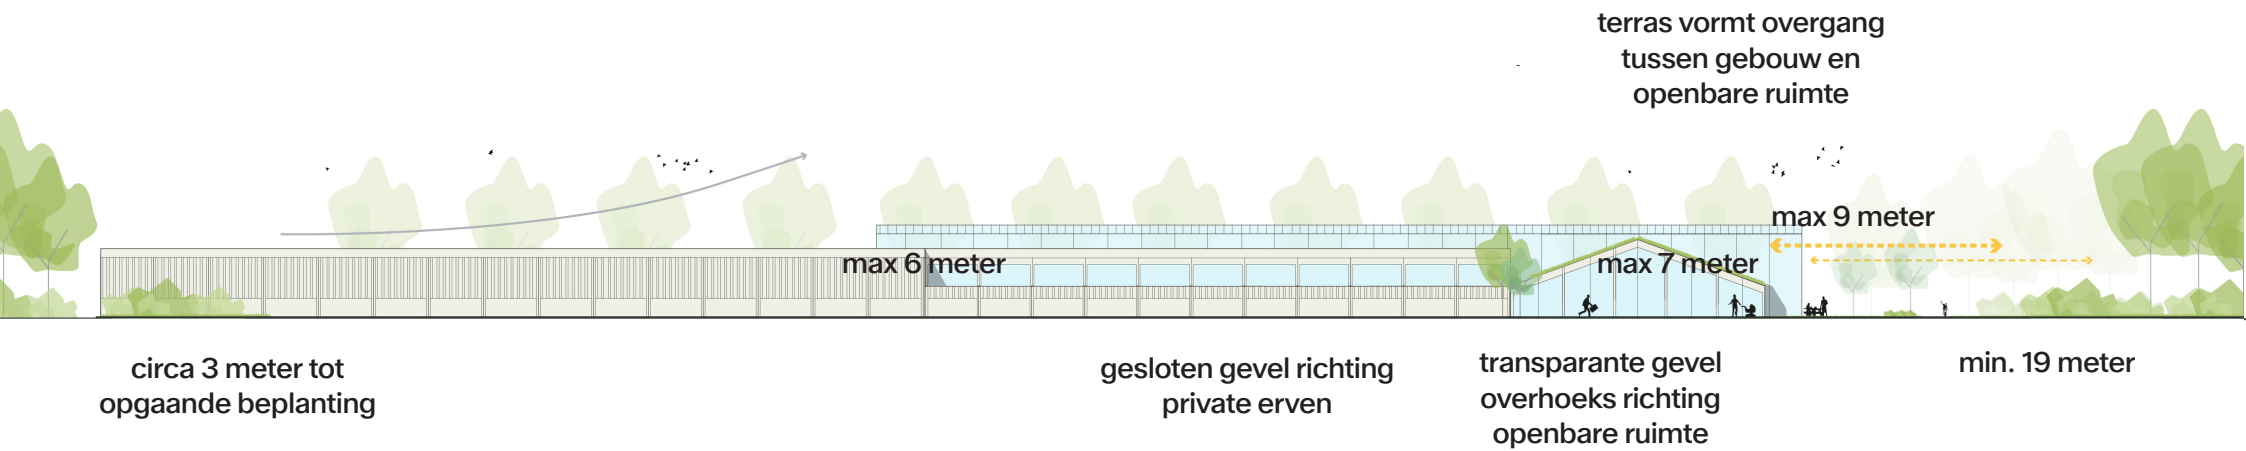 terras vormt overgang
tussen gebouw en
openbare ruimte
max 9 meter
max 6 meter
max 7 meter
circa 3 meter tot
opgaande beplanting
gesloten gevel richting
private erven
transparante gevel
overhoeks richting
openbare ruimte
min. 19 meter